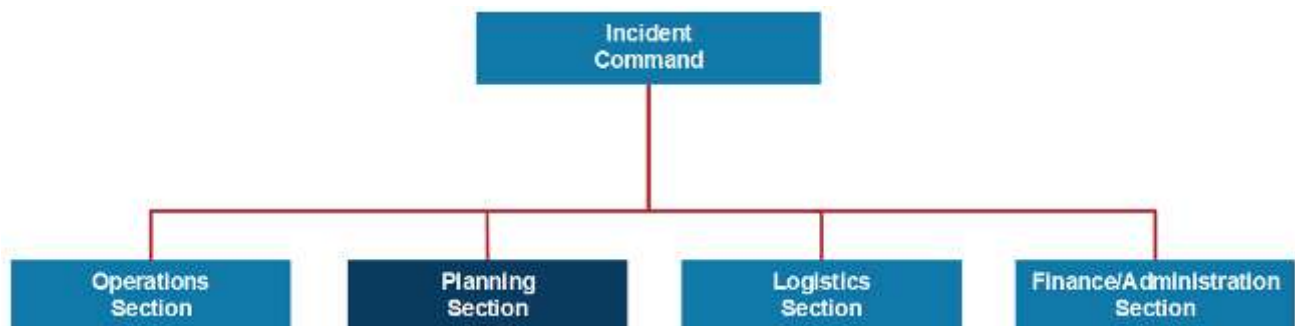 Incident
Command
Operations
Section
Planning
Section
Logistics
Section
Finance/Administration
Section